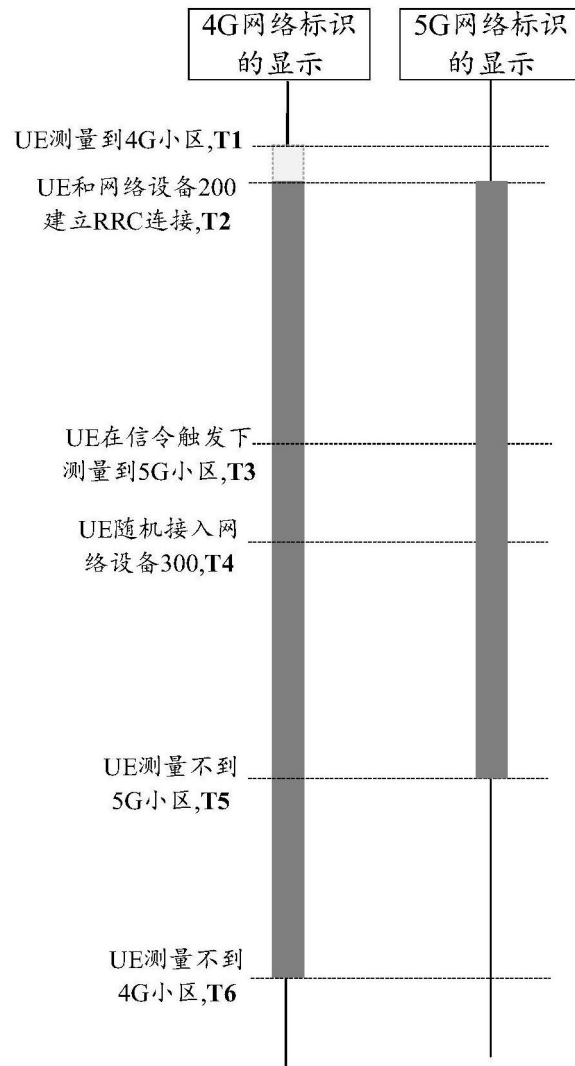 4G网络标识
的显示
5G网络标识
的显示
UE测量到4G小区,T1
UE和网络设备200
建立RRC连接,T2
UE在信令触发下
测量到5G小区,T3
UE随机接入网
络设备300,T4
UE测量不到
5G小区,T5
UE测量不到
4G小区,T6